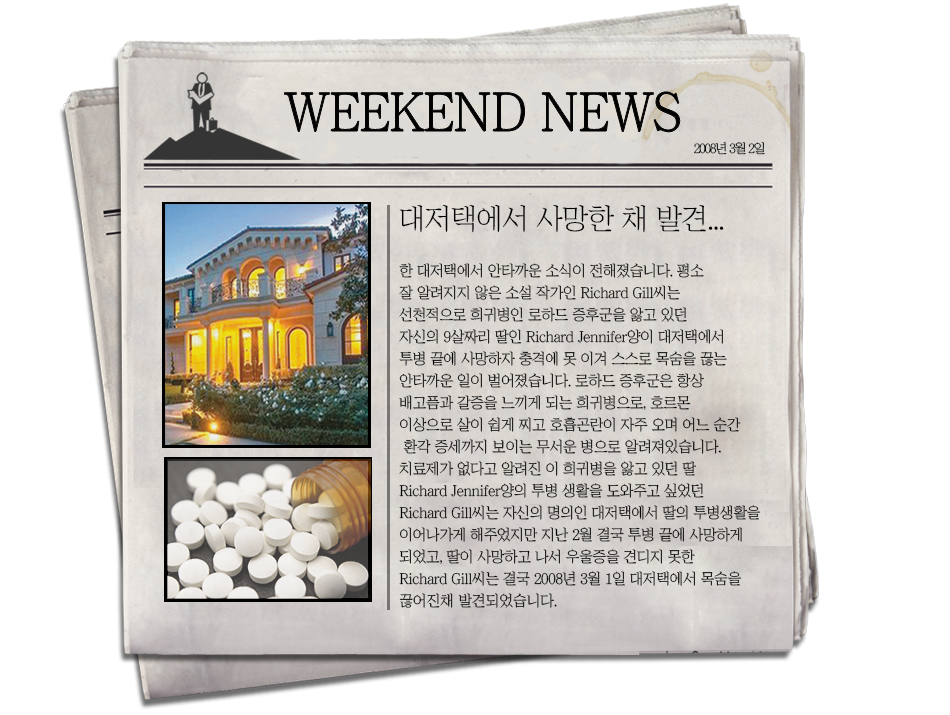 WEEKEND NEWS
2008년 3월 2일
대저택에서 사망한 채 발견...
한 대저택에서 안타까운 소식이 전해졌습니다. 평소
잘 알려지지 않은 소설 작가인 Richard Gill씨는
선천적으로 희귀병인 로하드 증후군을 앓고 있던
자신의 9살짜리 딸인 Richard Jennifer양이 대저택에서
투병 끝에 사망하자 충격에 못 이겨 스스로 목숨을 끊는
안타까운 일이 벌어졌습니다. 로하드 증후군은 항상
배고픔과 갈증을 느끼게 되는 희귀병으로, 호르몬
이상으로 살이 쉽게 찌고 호흡곤란이 자주 오며 어느 순간
환각 증세까지 보이는 무서운 병으로 알려져있습니다.
치료제가 없다고 알려진 이 희귀병을 앓고 있던 딸
Richard Jennifer양의 투병 생활을 도와주고 싶었던
Richard Gill씨는 자신의 명의인 대저택에서 딸의 투병생활을
이어나가게 해주었지만 지난 2월 결국 투병 끝에 사망하게
되었고, 딸이 사망하고 나서 우울증을 견디지 못한
Richard Gill씨는 결국 2008년 3월 1일 대저택에서 목숨을
끊어진채 발견되었습니다.